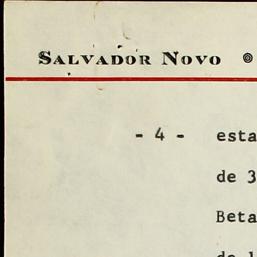 SALVADOR NOVO
- 4 - esta
de 3
Beta